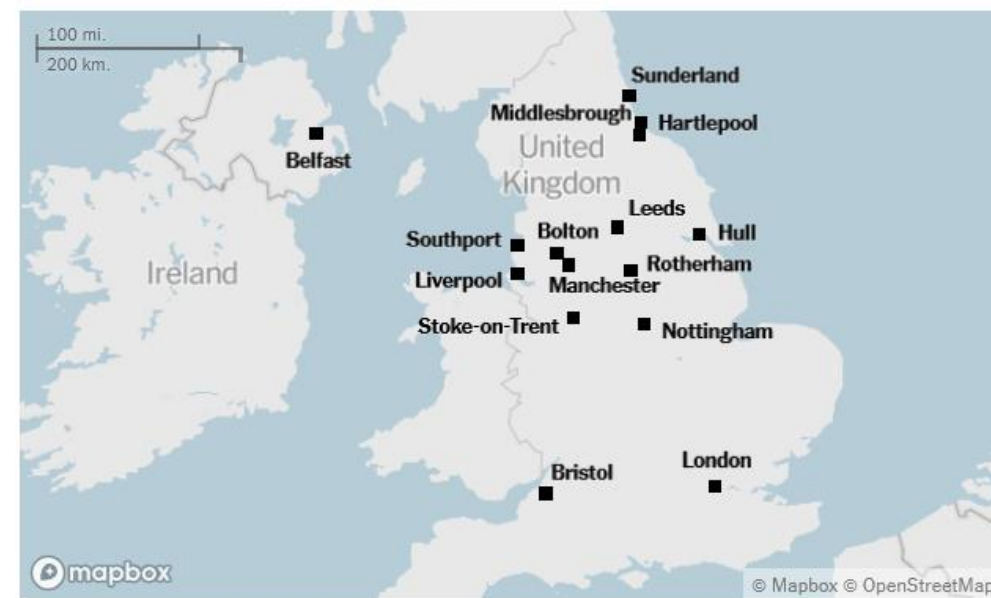 100 mi.
200 km.
Sunderland
Middlesbrough
Hartlepool
United
Kingdom
Belfast
Leeds
Bolton
Hull
Southport
Rotherham
Ireland
Liverpool
Manchester
Stoke-on-Trent
Nottingham
London
Bristol
mapbox
© Mapbox © OpenStreetMap